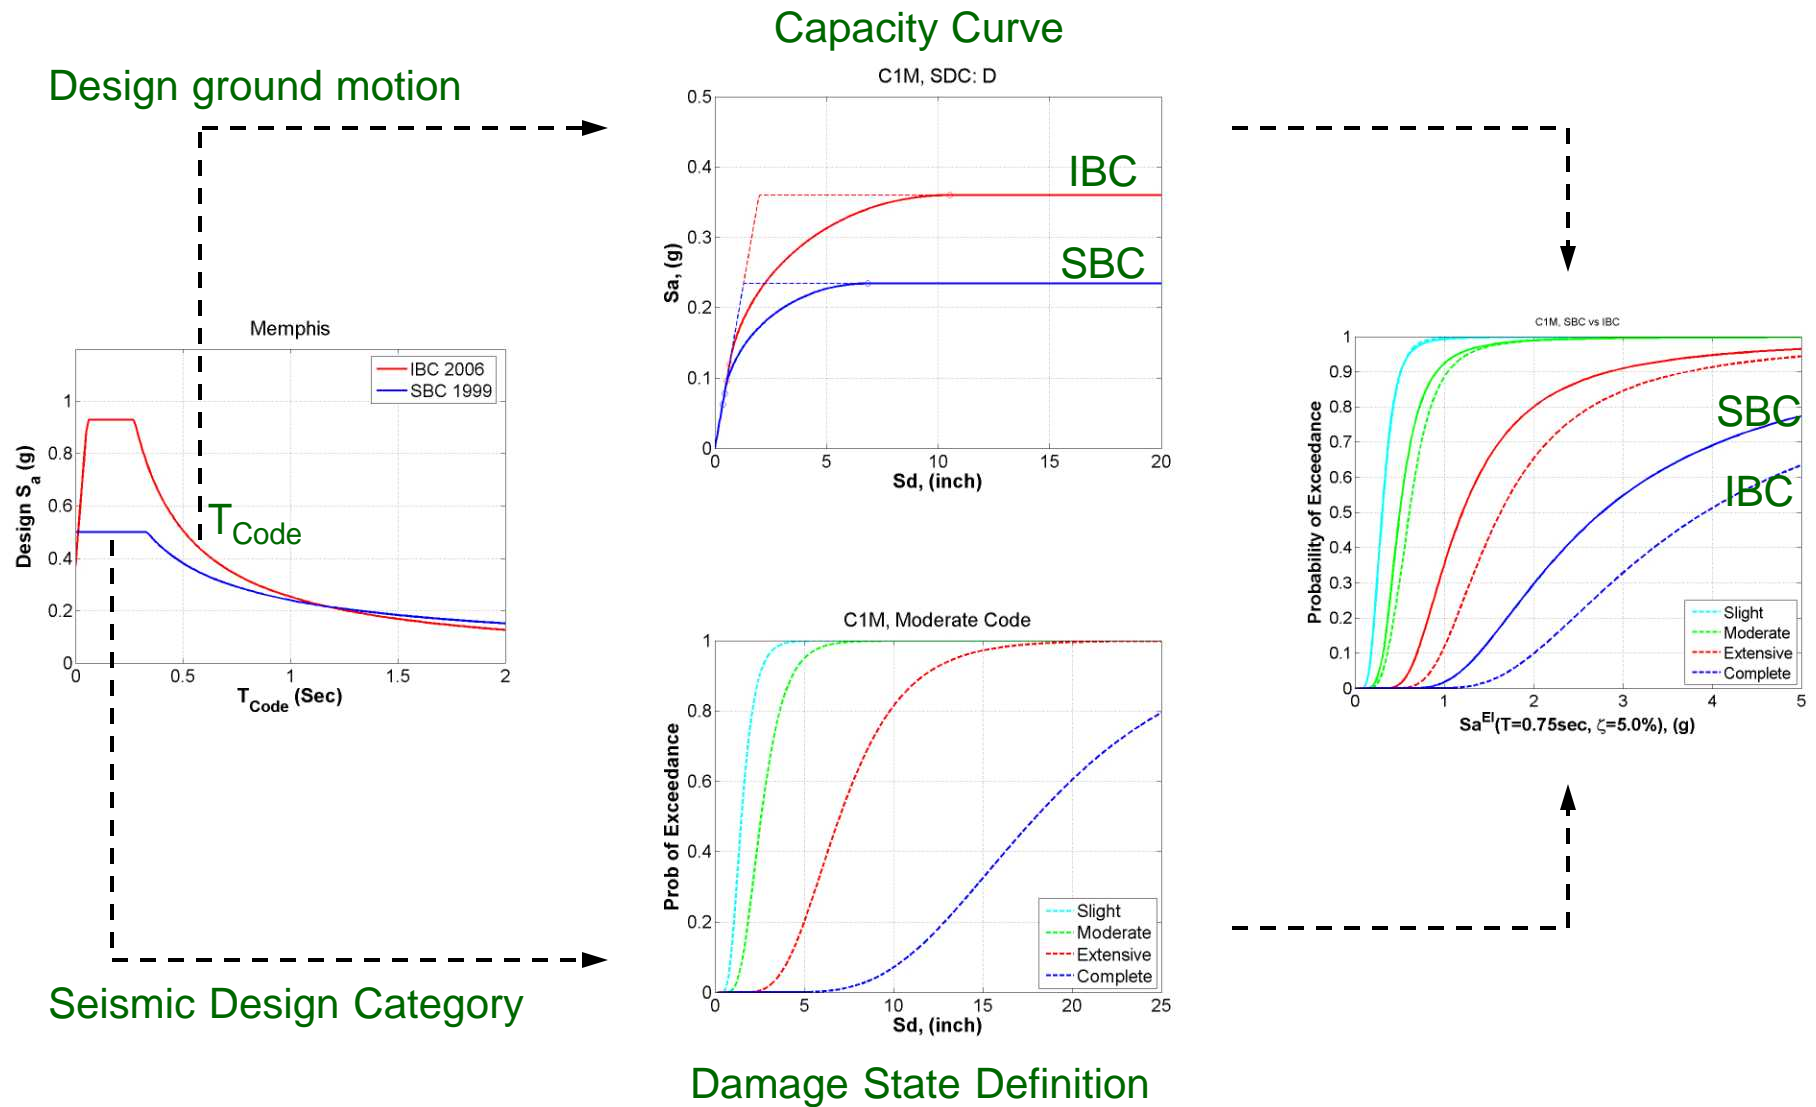 Capacity Curve
Design ground motion
C1M, SDC: D
0.5
0.4
0.3
0.2
0.1
0
Sa, (g)
IBC
SBC
0 5 10 15 20
Sd, (inch)
Memphis
IBC 2006
SBC 1999
1
0.8
0.6
0.4
0.2
0
Design Sa (g)
TCode
0 0.5 1 1.5 2
TCode (Sec)
C1M, SBC vs IBC
1
0.9
0.8
0.7
0.6
0.5
0.4
0.3
0.2
0.1
0
Probability of Exceedance
SBC
IBC
Slight
Moderate
Extensive
Complete
0 1 2 3 4 5
SaEl(T=0.75sec, ζ=5.0%), (g)
C1M, Moderate Code
1
0.8
0.6
0.4
0.2
0
Prob of Exceedance
Slight
Moderate
Extensive
Complete
0 5 10 15 20 25
Sd, (inch)
Seismic Design Category
Damage State Definition